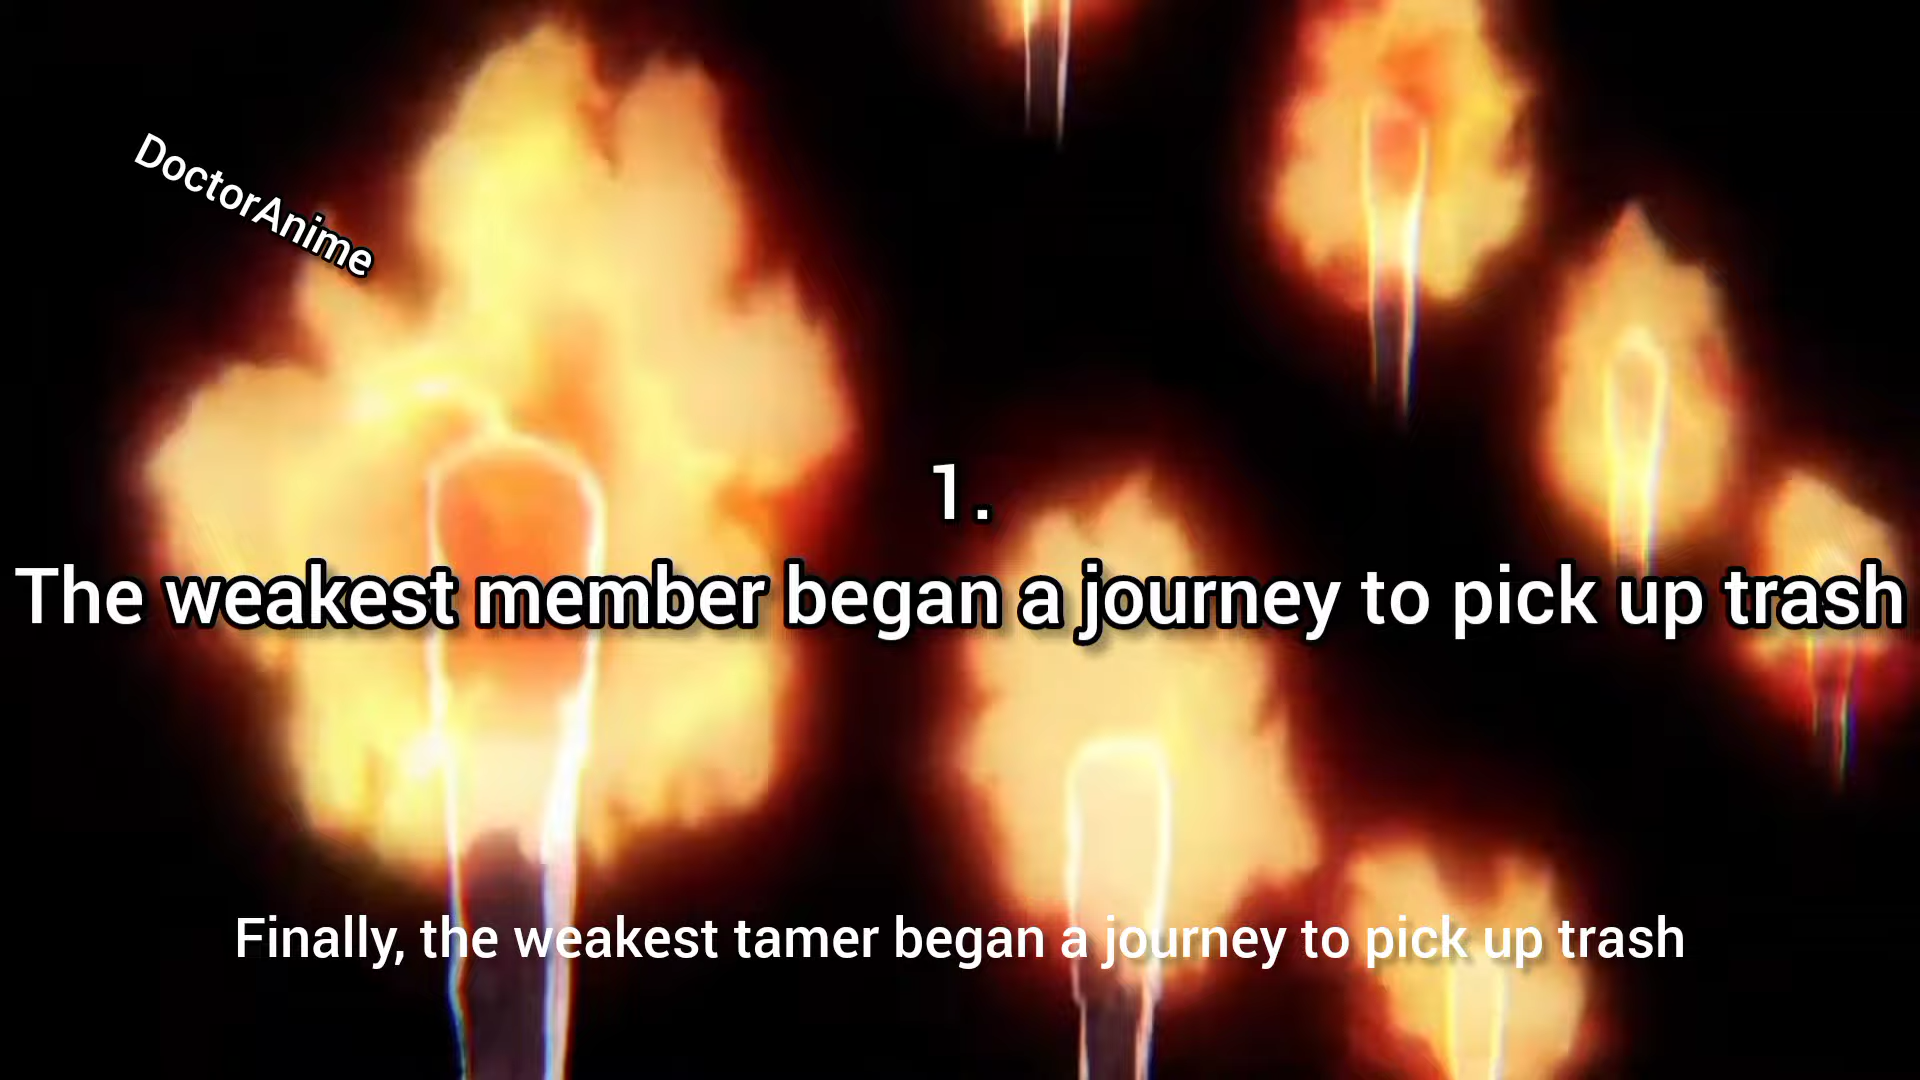 DoctorAnime
1.
The weakest member began a journey to pick up trash
Finally, the weakest tamer began a journey to pick up trash